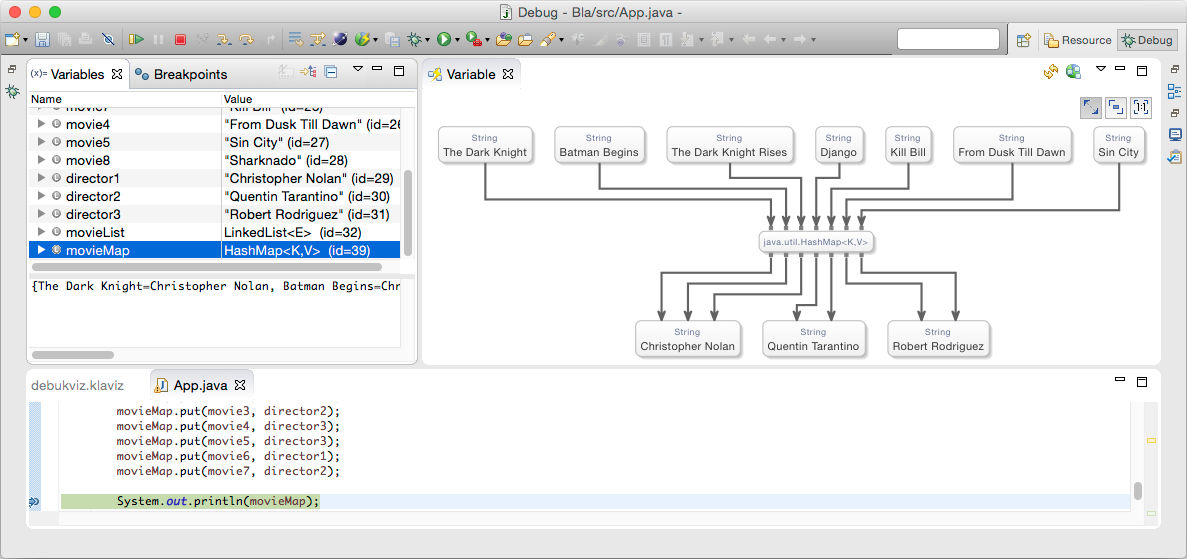 Debug - Bla/src/App.java -
Resource
Debug
(x)= Variables
Breakpoints
Name Value
movie4 "From Dusk Till Dawn" (id=26
movie5 "Sin City" (id=27)
movie8 "Sharknado" (id=28)
director1 "Christopher Nolan" (id=29)
director2 "Quentin Tarantino" (id=30)
director3 "Robert Rodriguez" (id=31)
movieList LinkedList<E> (id=32)
movieMap HashMap<K,V> (id=39)
{The Dark Knight=Christopher Nolan, Batman Begins=Chr
Variable
String
The Dark Knight
String
Batman Begins
String
The Dark Knight Rises
String
Django
String
Kill Bill
String
From Dusk Till Dawn
String
Sin City
java.util.HashMap<K,V>
String
Christopher Nolan
String
Quentin Tarantino
String
Robert Rodriguez
debukviz.klaviz
App.java
movieMap.put(movie3, director2);
movieMap.put(movie4, director3);
movieMap.put(movie5, director3);
movieMap.put(movie6, director1);
movieMap.put(movie7, director2);
System.out.println(movieMap);